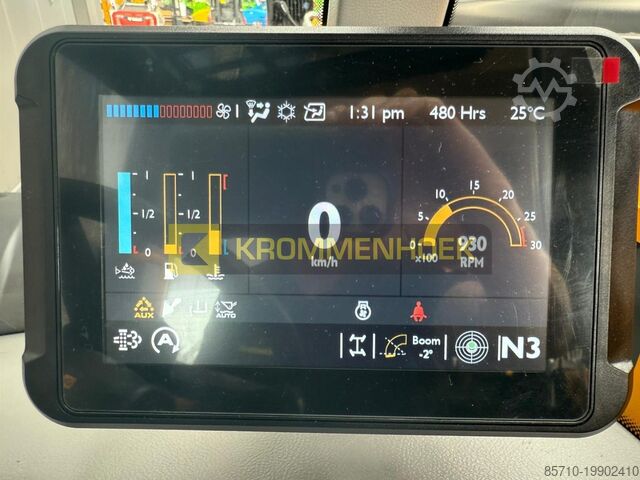 1 1:31 pm 480 Hrs 25°C
1 1 15
10 20
1/2 1/2 5 25
0 0 0 30
0
km/h
x100 930
RPM
KROMMENHOEK
AUX AUTO
A Boom
-2° N3
85710-19902410